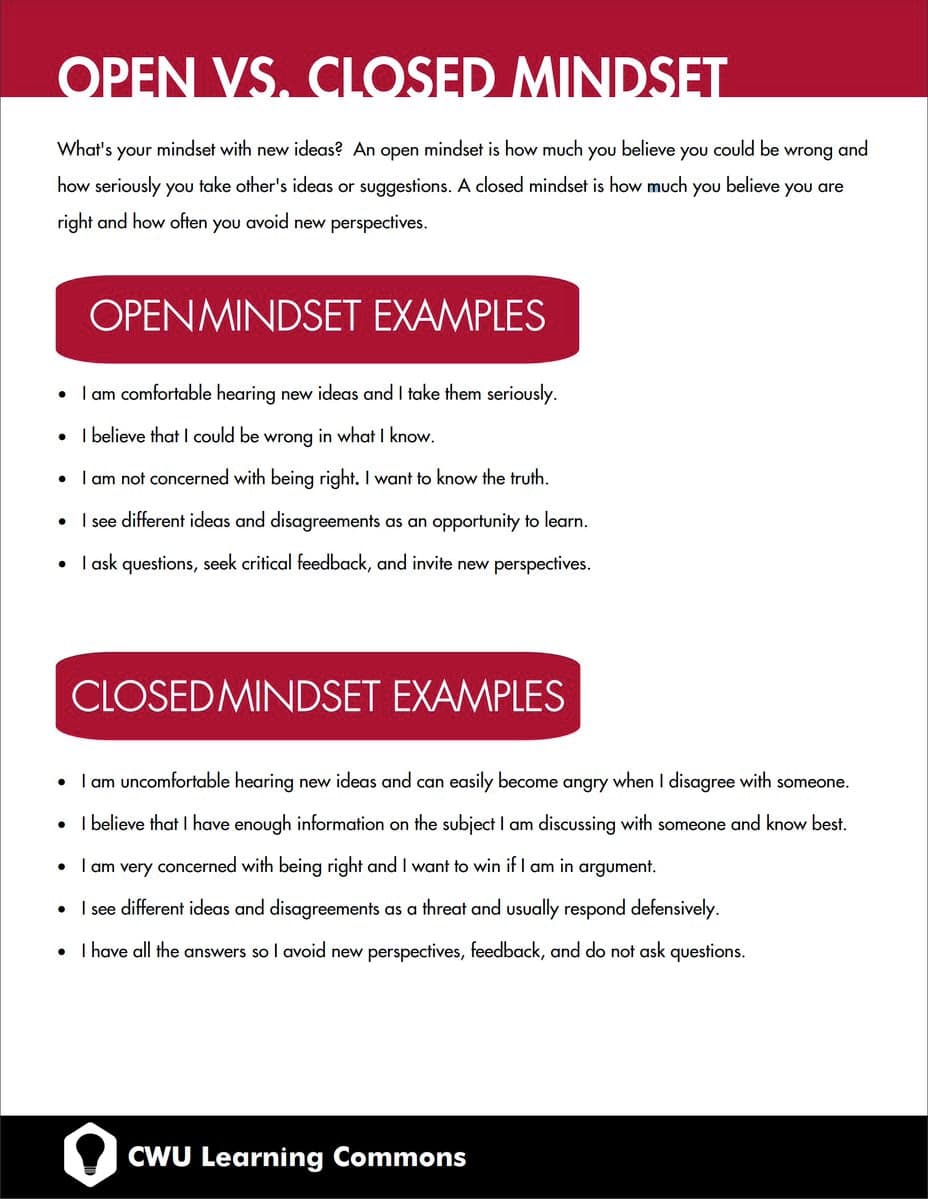 OPEN VS. CLOSED MINDSET
What's your mindset with new ideas?  An open mindset is how much you believe you could be wrong and
how seriously you take other's ideas or suggestions. A closed mindset is how much you believe you are
right and how often you avoid new perspectives.
OPEN MINDSET EXAMPLES
• I am comfortable hearing new ideas and I take them seriously.
• I believe that I could be wrong in what I know.
• I am not concerned with being right. I want to know the truth.
• I see different ideas and disagreements as an opportunity to learn.
• I ask questions, seek critical feedback, and invite new perspectives.
CLOSED MINDSET EXAMPLES
• I am uncomfortable hearing new ideas and can easily become angry when I disagree with someone.
• I believe that I have enough information on the subject I am discussing with someone and know best.
• I am very concerned with being right and I want to win if I am in argument.
• I see different ideas and disagreements as a threat and usually respond defensively.
• I have all the answers so I avoid new perspectives, feedback, and do not ask questions.
CWU Learning Commons